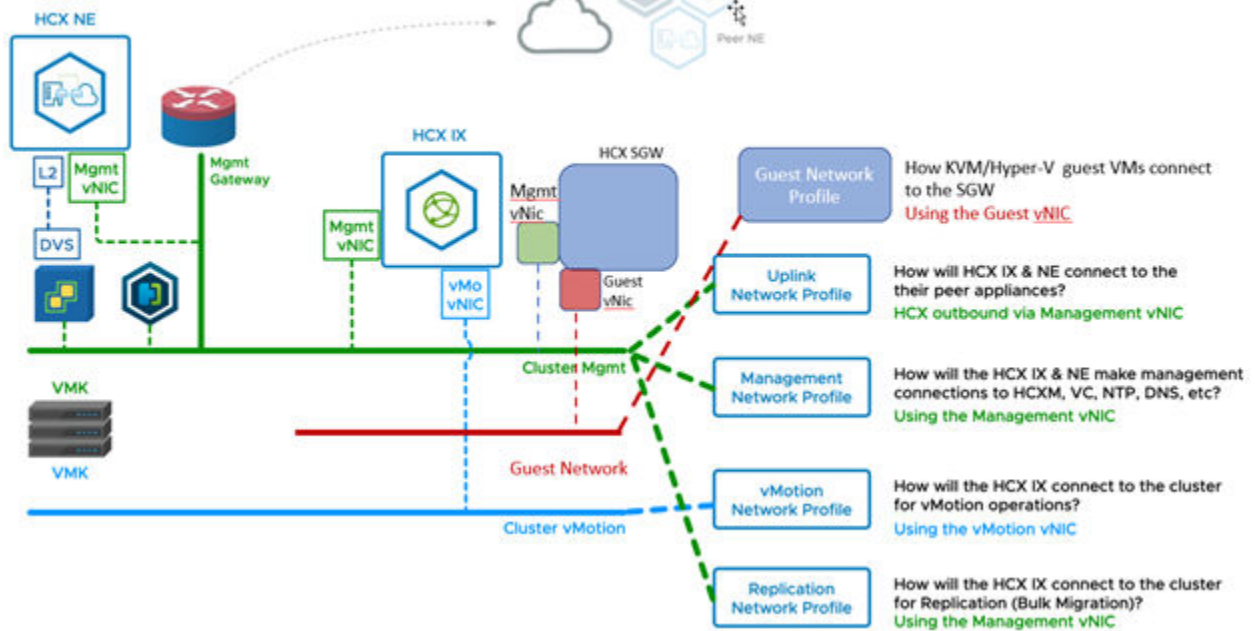 HCX NE
Peer NE
L2
Mgmt
vNIC
DVS
Mgmt
Gateway
HCX IX
Mgmt
vNIC
vMo
vNIC
HCX SGW
Mgmt
vNic
Guest
vNic
Cluster Mgmt
VMK
VMK
Guest Network
Cluster vMotion
Guest Network
Profile
How KVM/Hyper-V guest VMs connect
to the SGW
Using the Guest vNIC
Uplink
Network Profile
How will HCX IX & NE connect to the
their peer appliances?
HCX outbound via Management vNIC
Management
Network Profile
How will the HCX IX & NE make management
connections to HCXM, VC, NTP, DNS, etc?
Using the Management vNIC
vMotion
Network Profile
How will the HCX IX connect to the cluster
for vMotion operations?
Using the vMotion vNIC
Replication
Network Profile
How will the HCX IX connect to the cluster
for Replication (Bulk Migration)?
Using the Management vNIC